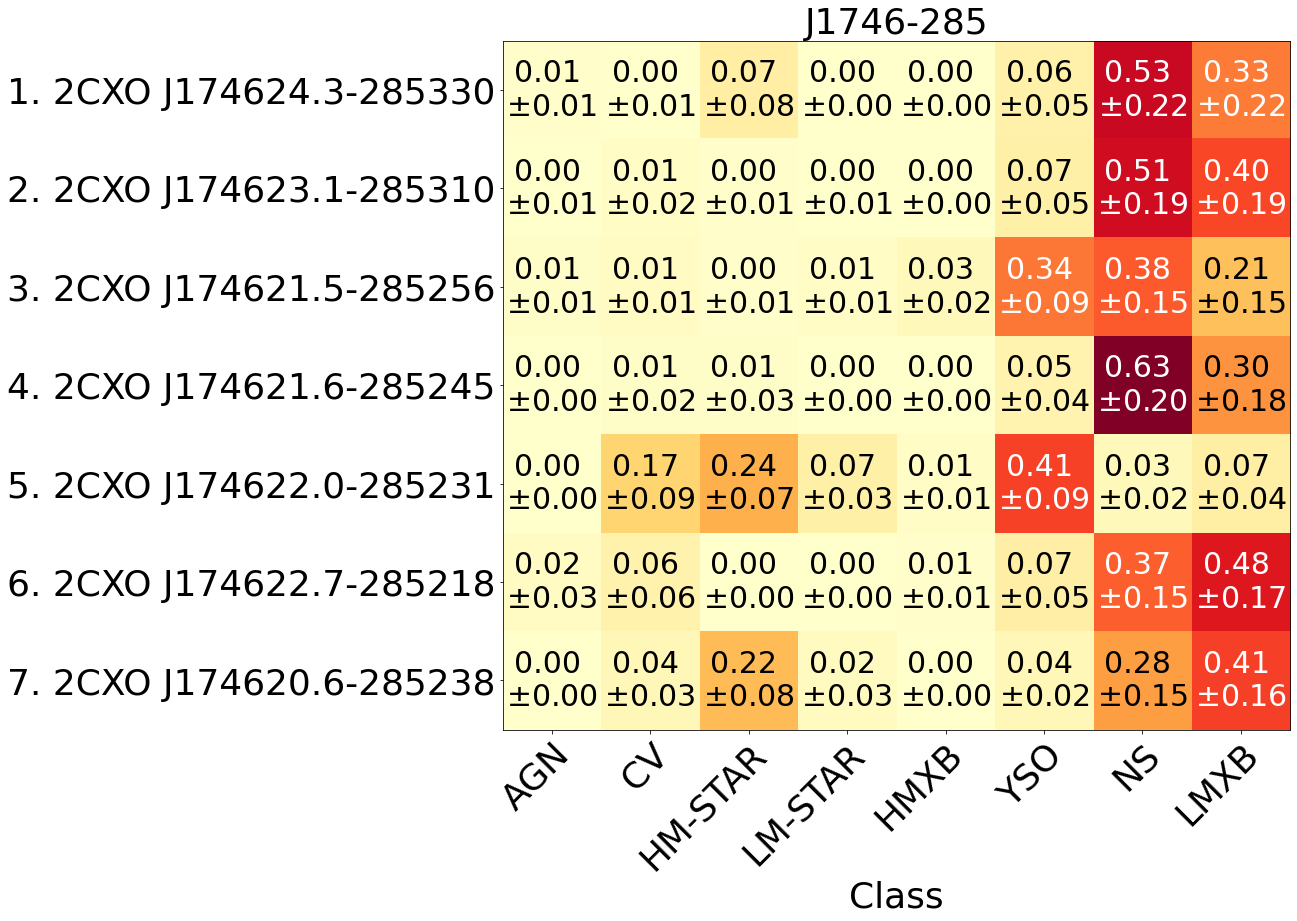 J1746-285
1. 2CXO J174624.3-285330
0.01 0.00 0.07 0.00 0.00 0.06 0.53 0.33
±0.01 ±0.01 ±0.08 ±0.00 ±0.00 ±0.05 ±0.22 ±0.22
2. 2CXO J174623.1-285310
0.00 0.01 0.00 0.00 0.00 0.07 0.51 0.40
±0.01 ±0.02 ±0.01 ±0.01 ±0.00 ±0.05 ±0.19 ±0.19
3. 2CXO J174621.5-285256
0.01 0.01 0.00 0.01 0.03 0.34 0.38 0.21
±0.01 ±0.01 ±0.01 ±0.01 ±0.02 ±0.09 ±0.15 ±0.15
4. 2CXO J174621.6-285245
0.00 0.01 0.01 0.00 0.00 0.05 0.63 0.30
±0.00 ±0.02 ±0.03 ±0.00 ±0.00 ±0.04 ±0.20 ±0.18
5. 2CXO J174622.0-285231
0.00 0.17 0.24 0.07 0.01 0.41 0.03 0.07
±0.00 ±0.09 ±0.07 ±0.03 ±0.01 ±0.09 ±0.02 ±0.04
6. 2CXO J174622.7-285218
0.02 0.06 0.00 0.00 0.01 0.07 0.37 0.48
±0.03 ±0.06 ±0.00 ±0.00 ±0.01 ±0.05 ±0.15 ±0.17
7. 2CXO J174620.6-285238
0.00 0.04 0.22 0.02 0.00 0.04 0.28 0.41
±0.00 ±0.03 ±0.08 ±0.03 ±0.00 ±0.02 ±0.15 ±0.16
AGN CV HM-STAR LM-STAR HMXB YSO NS LMXB
Class